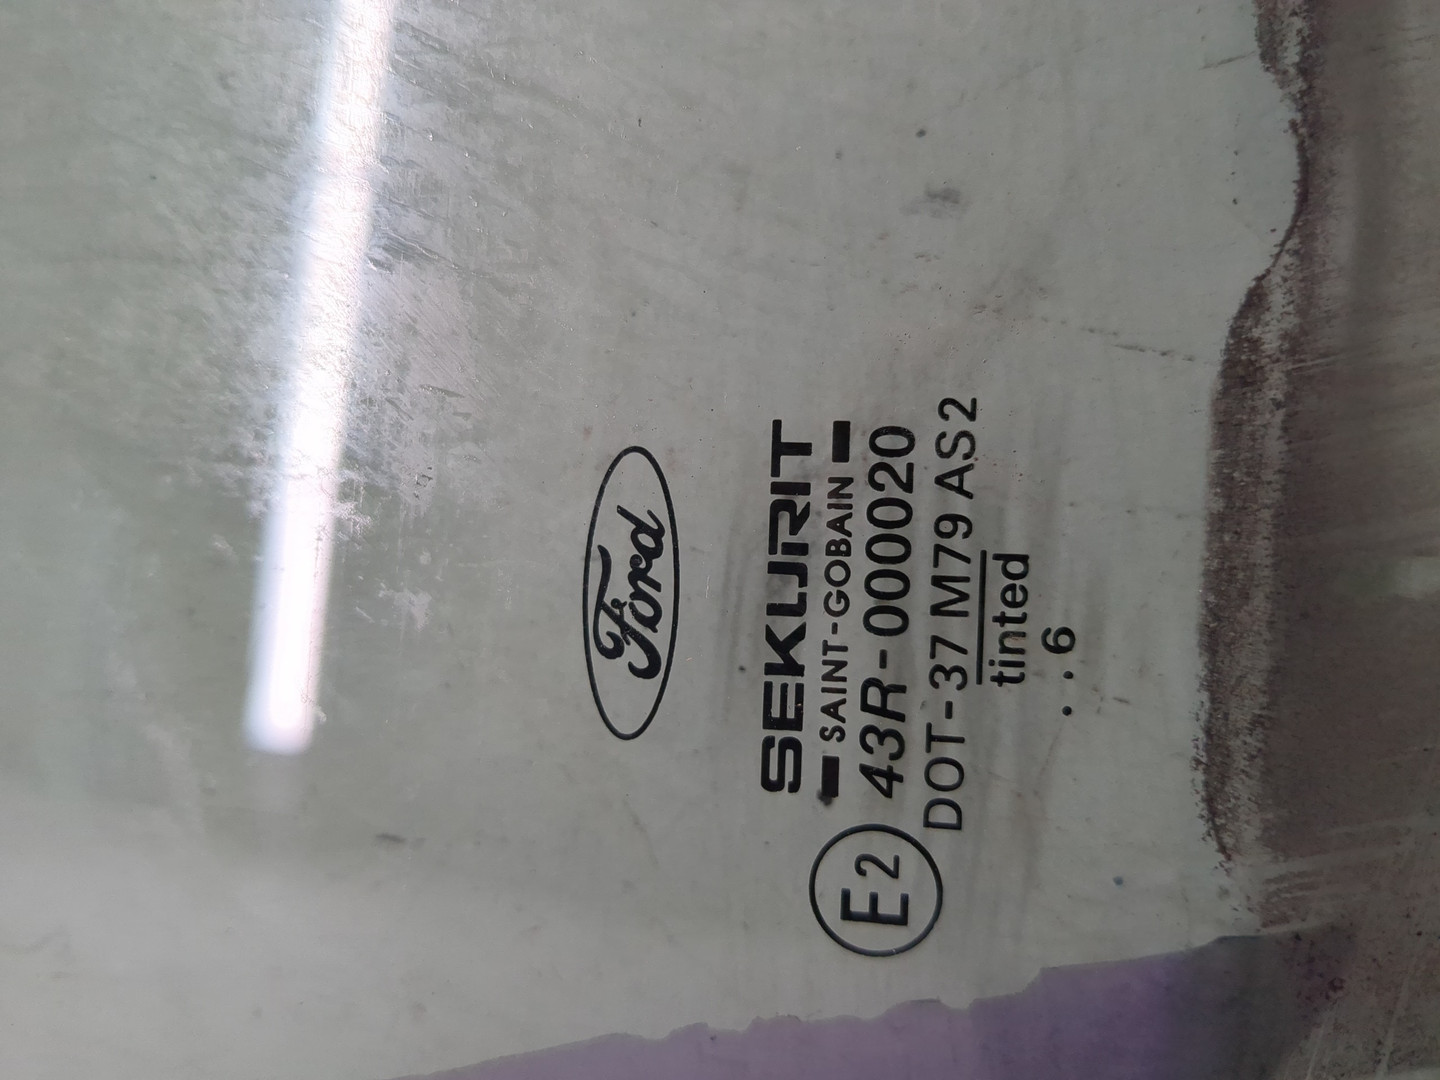 Ford
SEKURIT
SAINT-GOBAIN
E2 43R-000020
DOT-37 M79 AS2
tinted
. . 6